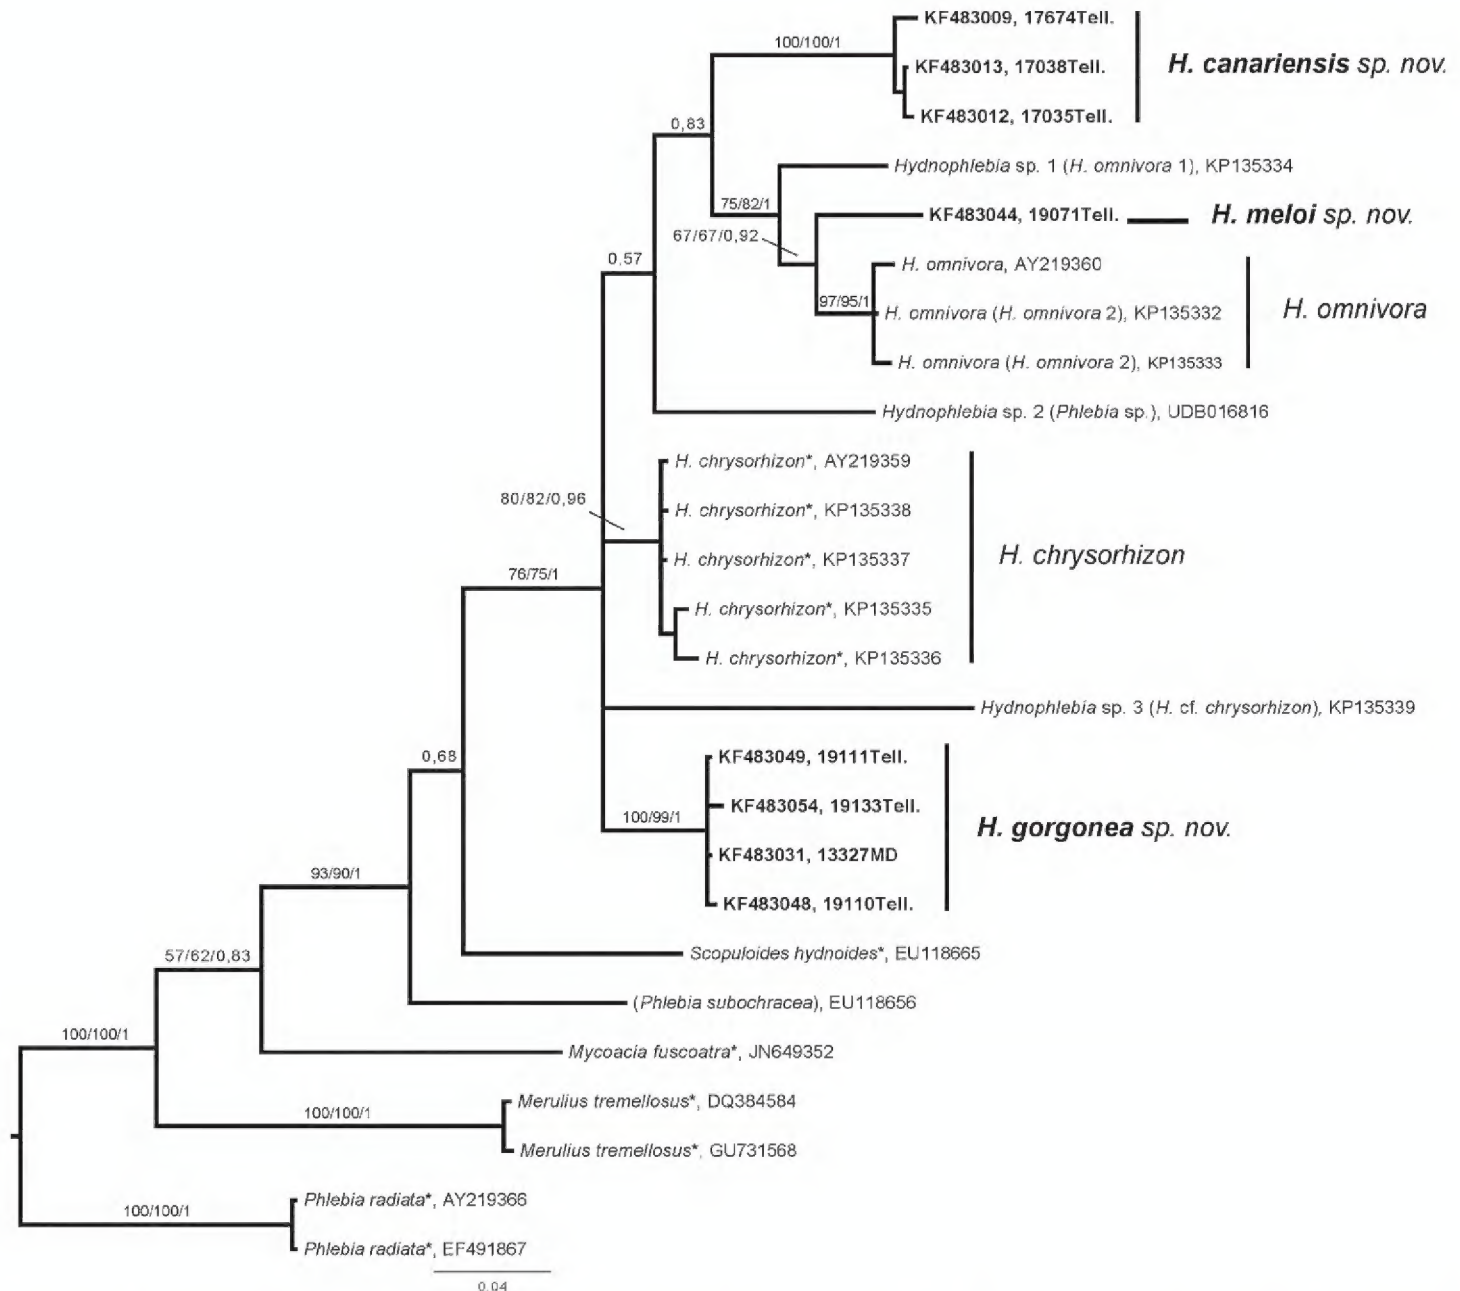 KF483009, 17674Tell.
100/100/1
H. canariensis sp. nov.
KF483013, 17038Tell.
KF483012, 17035Tell.
0,83
Hydnophlebia sp. 1 (H. omnivora 1), KP135334
75/82/1
KF483044, 19071Tell.
H. meloi sp. nov.
67/67/0,92
0,57
H. omnivora, AY219360
97/95/1
H. omnivora (H. omnivora 2), KP135332
H. omnivora
H. omnivora (H. omnivora 2), KP135333
Hydnophlebia sp. 2 (Phlebia sp.), UDB016816
H. chrysorhizon*, AY219359
80/82/0,96
H. chrysorhizon*, KP135338
H. chrysorhizon*, KP135337
H. chrysorhizon
76/75/1
H. chrysorhizon*, KP135335
H. chrysorhizon*, KP135336
Hydnophlebia sp. 3 (H. cf. chrysorhizon), KP135339
0,68
KF483049, 19111Tell.
KF483054, 19133Tell.
100/99/1
H. gorgonea sp. nov.
KF483031, 13327MD
93/90/1
KF483048, 19110Tell.
57/62/0,83
Scopuloides hydnoides*, EU118665
(Phlebia subochracea), EU118656
100/100/1
Mycoacia fuscoatra*, JN649352
Merulius tremellosus*, DQ384584
100/100/1
Merulius tremellosus*, GU731568
Phlebia radiata*, AY219366
100/100/1
Phlebia radiata*, EF491867
0.04